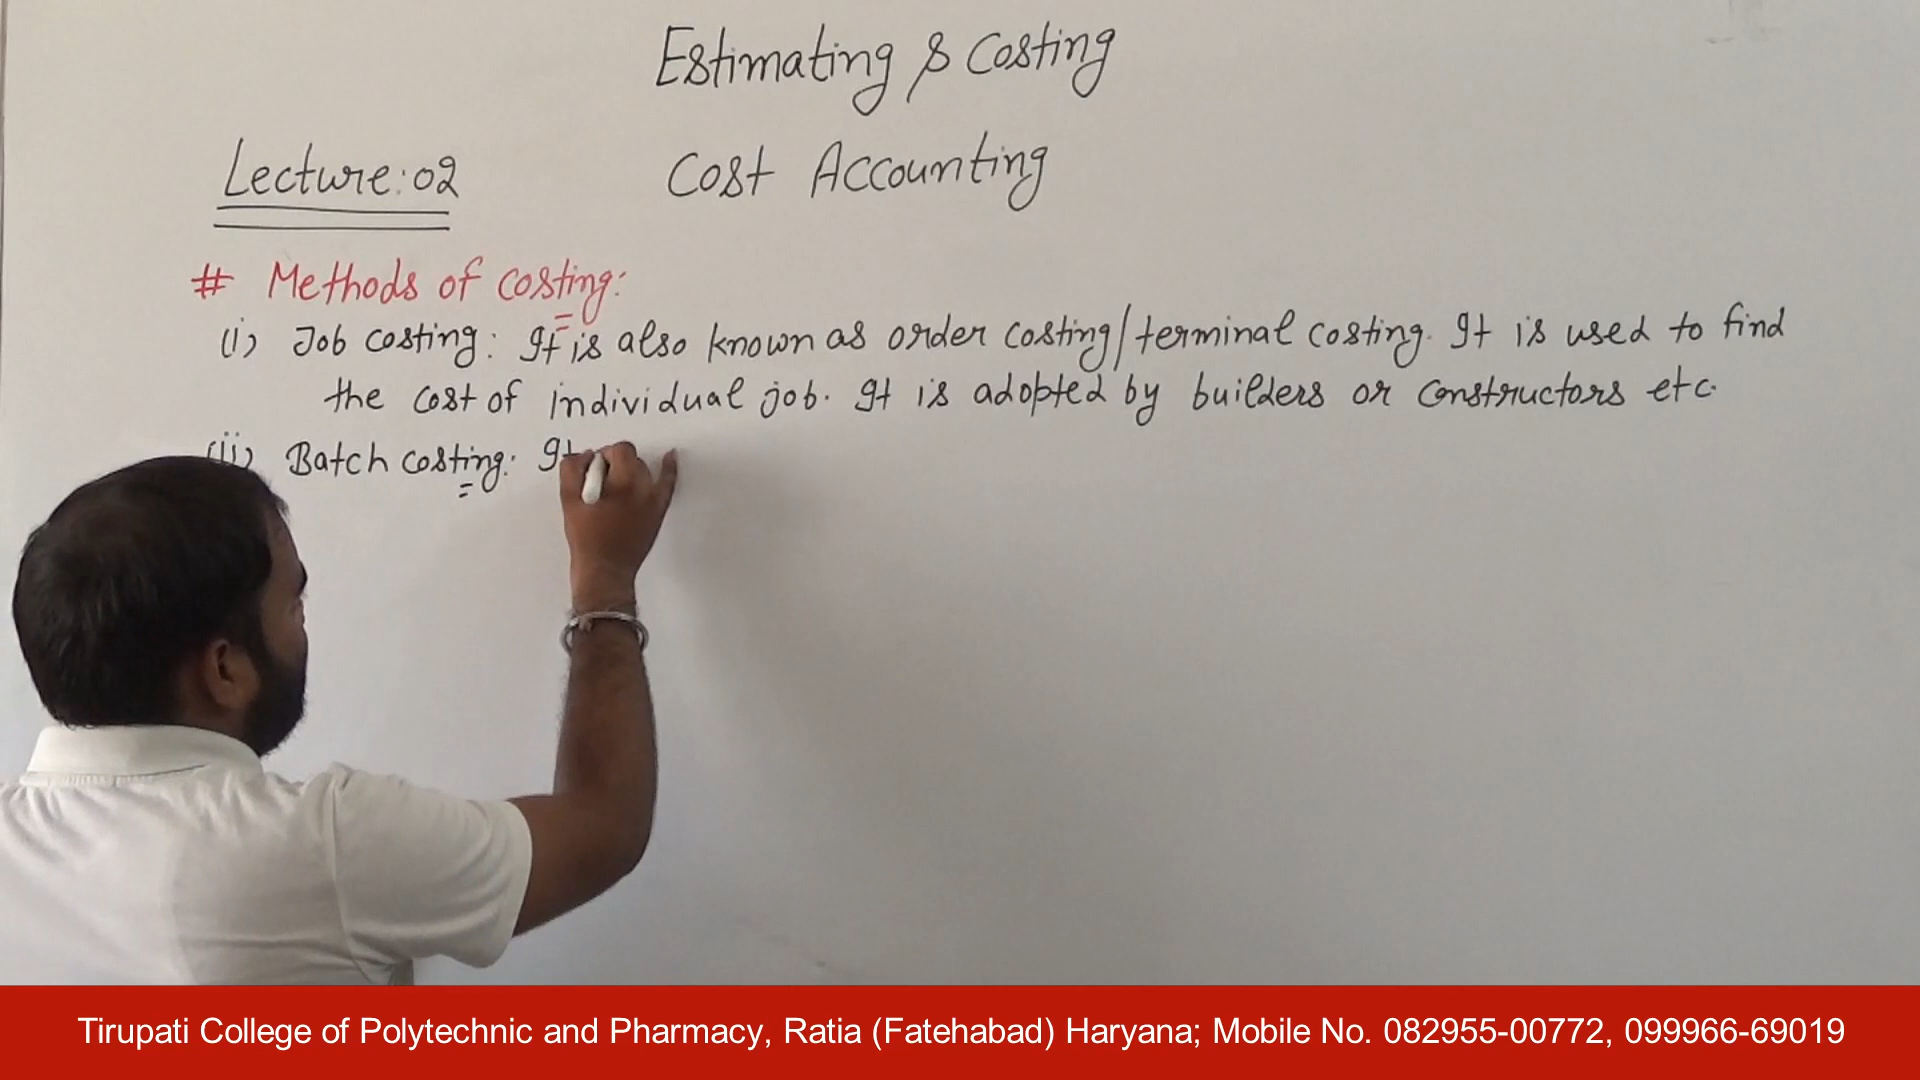 Estimating & Costing
Lecture:02
Cost Accounting
# Methods of costing:
(i) Job costing: It is also known as order costing/terminal costing. It is used to find
the cost of individual job. It is adopted by builders or constructors etc.
(ii) Batch costing: It
Tirupati College of Polytechnic and Pharmacy, Ratia (Fatehabad) Haryana; Mobile No. 082955-00772, 099966-69019